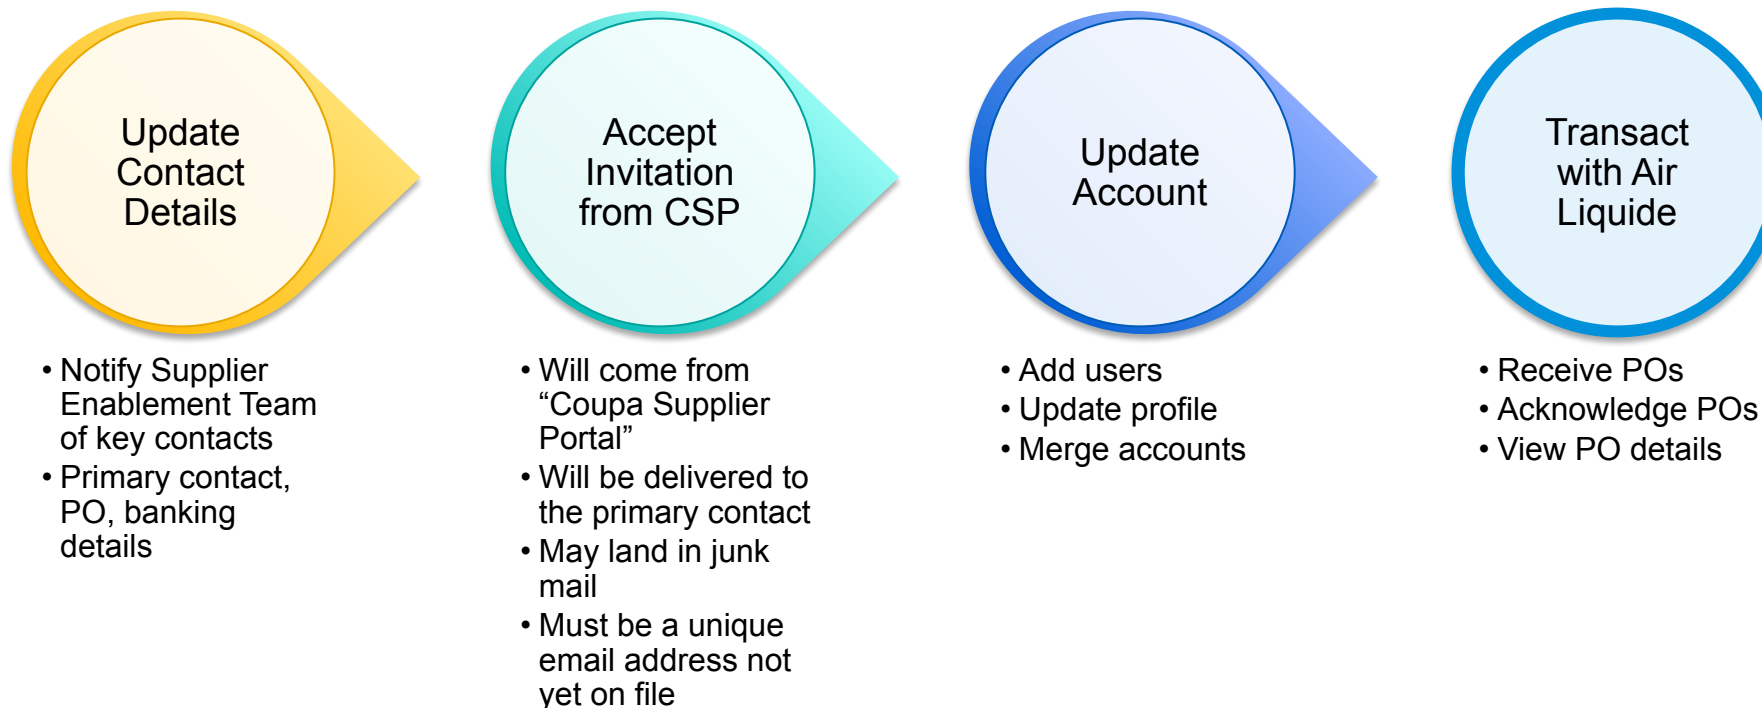 Update
Contact
Details
• Notify Supplier
Enablement Team
of key contacts
• Primary contact,
PO, banking
details
Accept
Invitation
from CSP
• Will come from
“Coupa Supplier
Portal”
• Will be delivered to
the primary contact
• May land in junk
mail
• Must be a unique
email address not
yet on file
Update
Account
• Add users
• Update profile
• Merge accounts
Transact
with Air
Liquide
• Receive POs
• Acknowledge POs
• View PO details